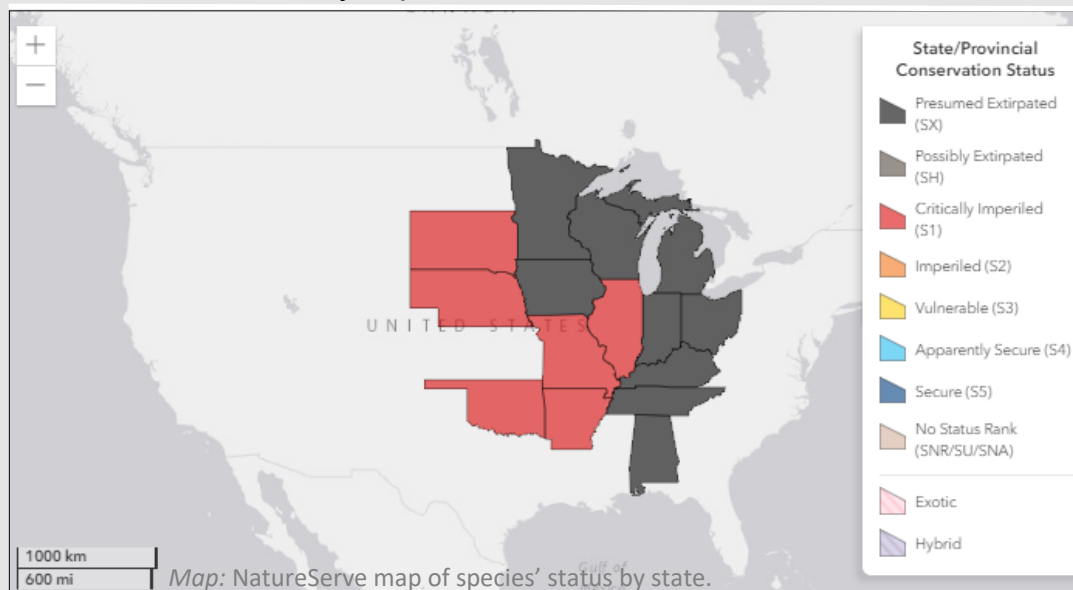 +
−
UNITED STATES
1000 km
600 mi
Gulf of
Map: NatureServe map of species' status by state.
State/Provincial
Conservation Status
Presumed Extirpated
(SX)
Possibly Extirpated
(SH)
Critically Imperiled
(S1)
Imperiled (S2)
Vulnerable (S3)
Apparently Secure (S4)
Secure (S5)
No Status Rank
(SNR/SU/SNA)
Exotic
Hybrid